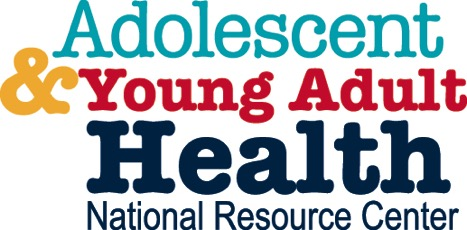 Adolescent
& Young Adult
Health
National Resource Center